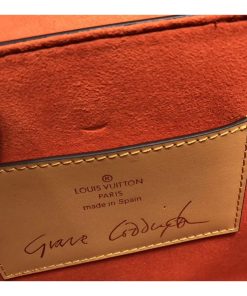 LOUIS VUITTON
PARIS
made in Spain
Grace Coddington